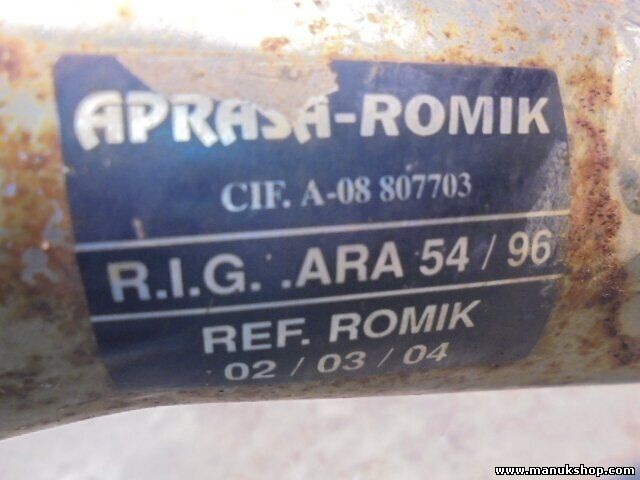 APRASA-ROMIK
CIF. A-08 807703
R.I.G. .ARA 54 / 96
REF. ROMIK
02 / 03 / 04
www.manukshop.com